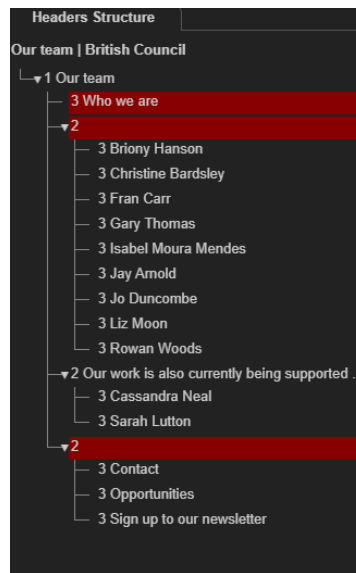 Headers Structure
Our team | British Council
1 Our team
3 Who we are
2
3 Briony Hanson
3 Christine Bardsley
3 Fran Carr
3 Gary Thomas
3 Isabel Moura Mendes
3 Jay Arnold
3 Jo Duncombe
3 Liz Moon
3 Rowan Woods
2 Our work is also currently being supported .
3 Cassandra Neal
3 Sarah Lutton
2
3 Contact
3 Opportunities
3 Sign up to our newsletter